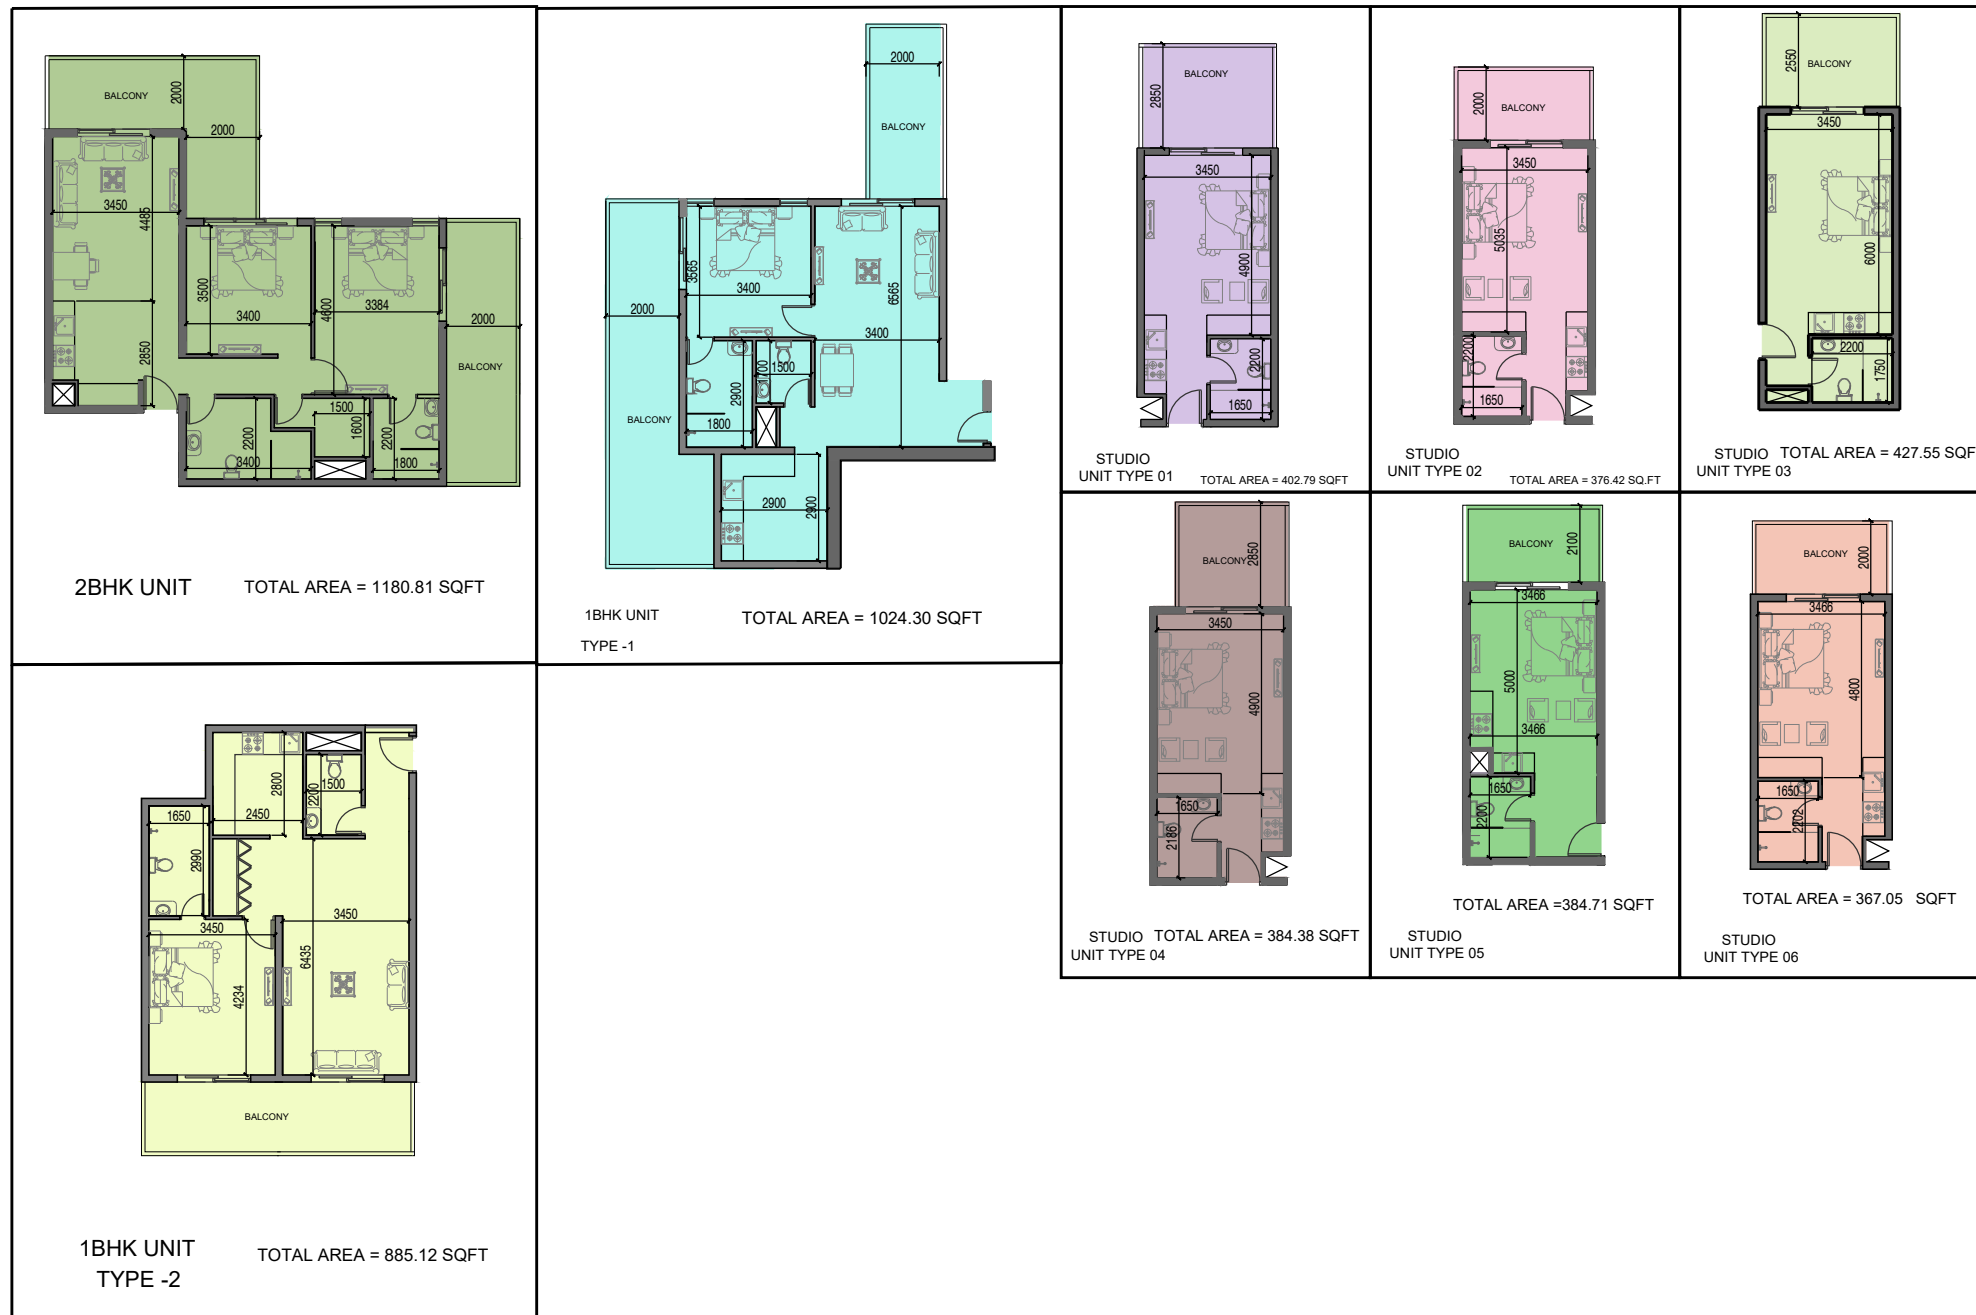 BALCONY
2000
2000
3450
4485
3500
3400
4600
3384
2000
BALCONY
2850
2200
3400
1500
1600
2200
1800
2BHK UNIT
TOTAL AREA = 1180.81 SQFT
2000
BALCONY
3565
3400
6565
2000
3400
1700
1500
2900
BALCONY
1800
2900
2900
1BHK UNIT
TYPE -1
TOTAL AREA = 1024.30 SQFT
BALCONY
2850
3450
4900
2200
1650
STUDIO
UNIT TYPE 01
TOTAL AREA = 402.79 SQFT
2000
BALCONY
3450
5035
2200
1650
STUDIO
UNIT TYPE 02
TOTAL AREA = 376.42 SQ.FT
2550
BALCONY
3450
6000
2200
1750
STUDIO
UNIT TYPE 03
TOTAL AREA = 427.55 SQF
BALCONY
2850
3450
4900
1650
2186
STUDIO
UNIT TYPE 04
TOTAL AREA = 384.38 SQFT
BALCONY
2100
3466
5000
3466
1650
2200
TOTAL AREA =384.71 SQFT
STUDIO
UNIT TYPE 05
BALCONY
2000
3466
4800
1650
2202
TOTAL AREA = 367.05 SQFT
STUDIO
UNIT TYPE 06
2800
2450
2200
1500
1650
2990
3450
3450
6435
4234
BALCONY
1BHK UNIT
TYPE -2
TOTAL AREA = 885.12 SQFT